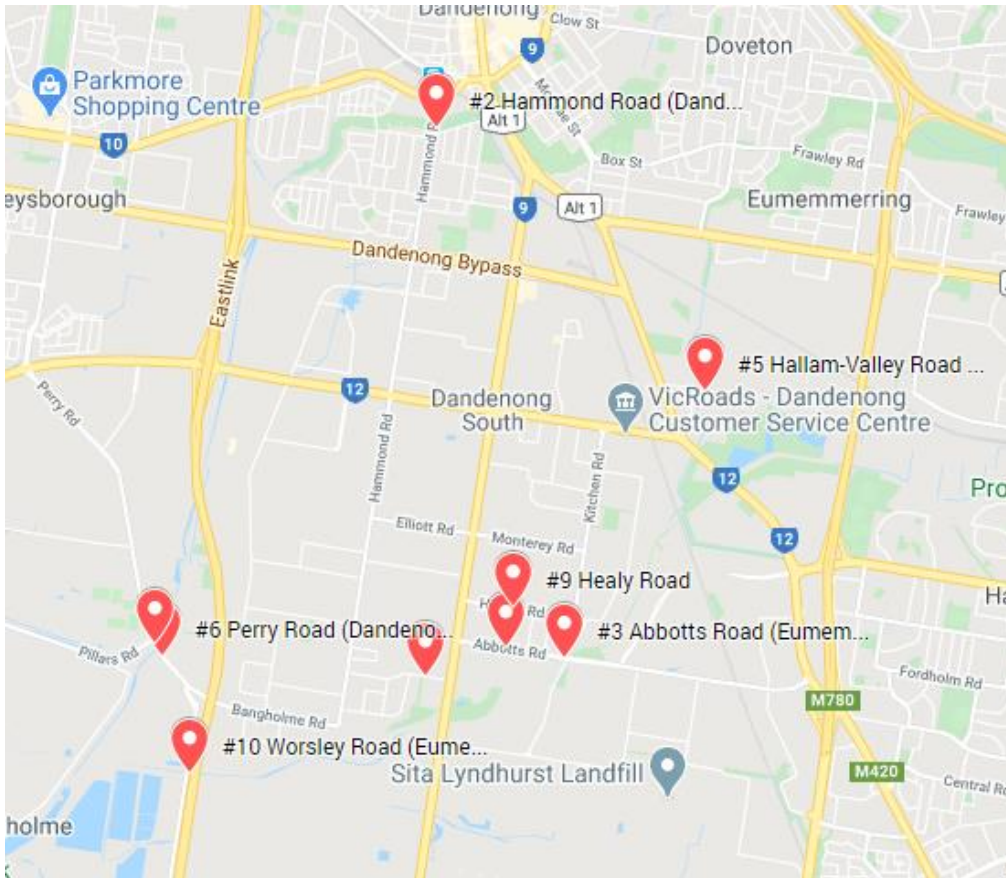 Dandenong
Clow St
9
Doveton
Parkmore
Shopping Centre
#2 Hammond Road (Dand...
Alt 1
10
Hammond
Box St
Frawley Rd
eysborough
9
Alt 1
Eumemmerring
Frawley
Dandenong Bypass
Eastlink
#5 Hallam-Valley Road ...
12
Perry Rd
Dandenong
South
VicRoads - Dandenong
Customer Service Centre
Hammond Rd
Kitchen Rd
12
Pro
Elliott Rd
Monterey Rd
12
#9 Healy Road
Ha
Rd
#6 Perry Road (Dandeno...
#3 Abbotts Road (Eumem...
Pillars Rd
Abbotts Rd
Fordholm Rd
M780
Bangholme Rd
#10 Worsley Road (Eume...
Sita Lyndhurst Landfill
M420
Central Rd
holme